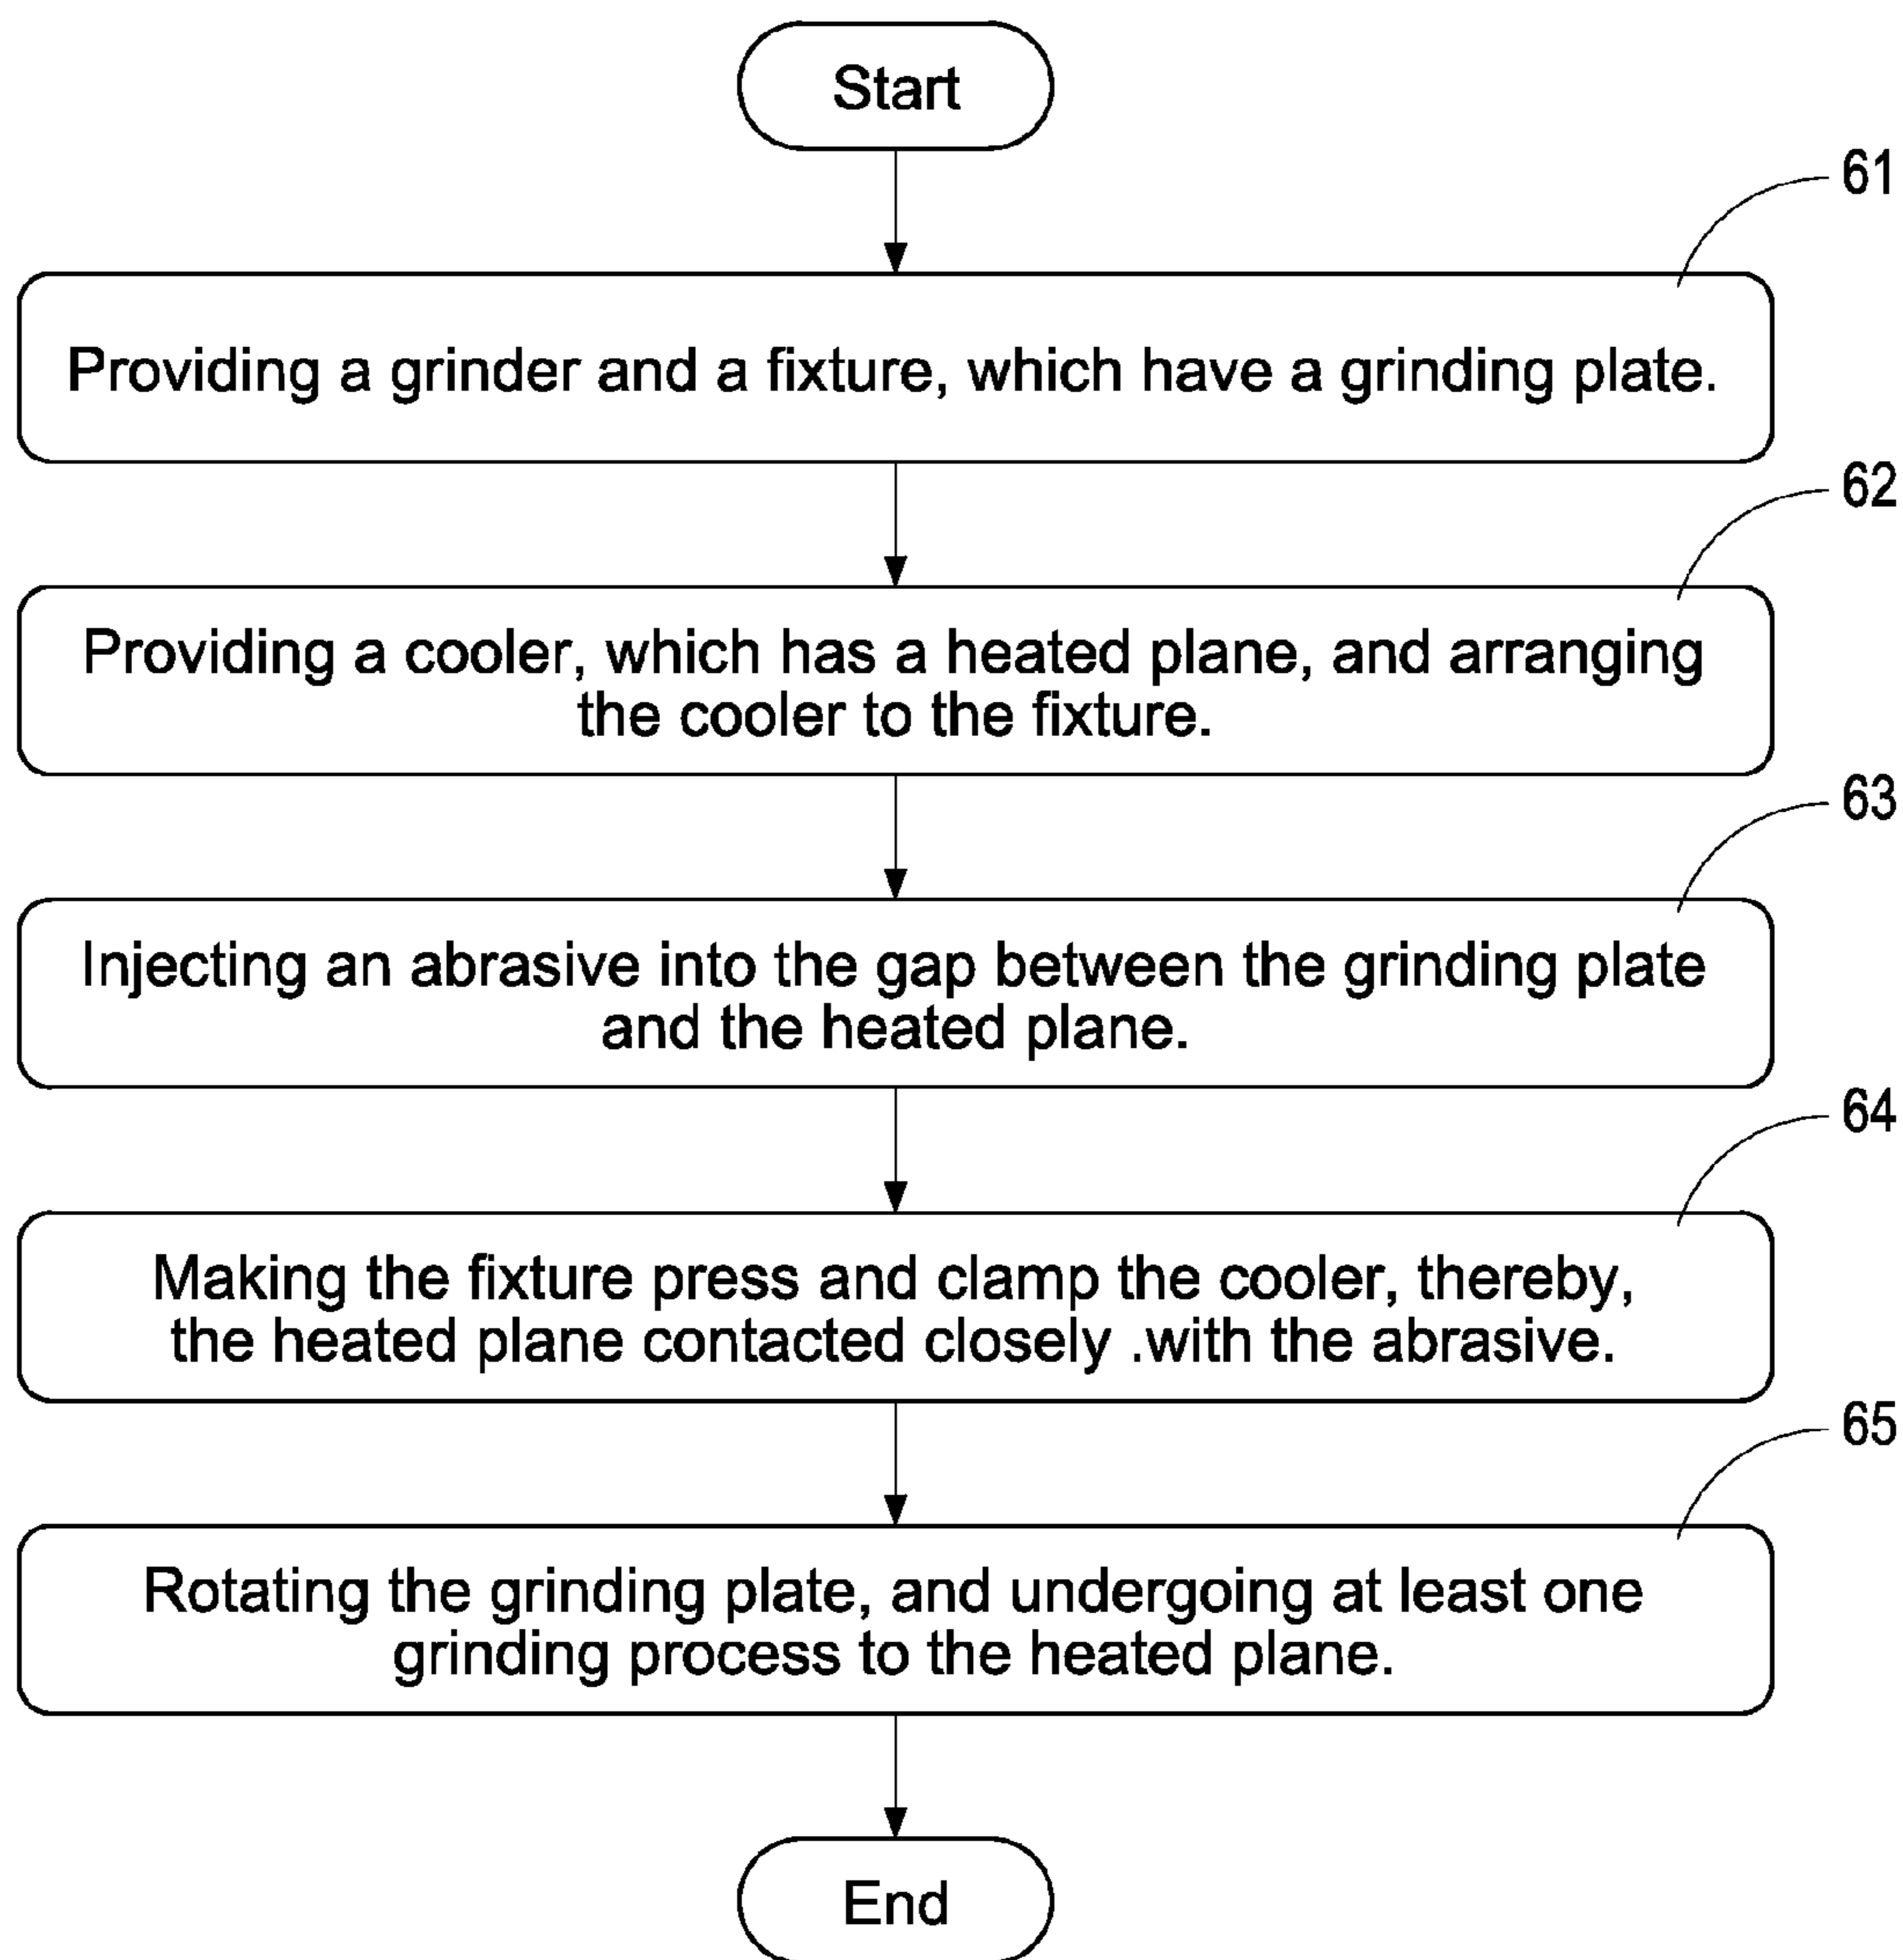 Start
61
Providing a grinder and a fixture, which have a grinding plate.
62
Providing a cooler, which has a heated plane, and arranging
the cooler to the fixture.
63
Injecting an abrasive into the gap between the grinding plate
and the heated plane.
64
Making the fixture press and clamp the cooler, thereby,
the heated plane contacted closely .with the abrasive.
65
Rotating the grinding plate, and undergoing at least one
grinding process to the heated plane.
End